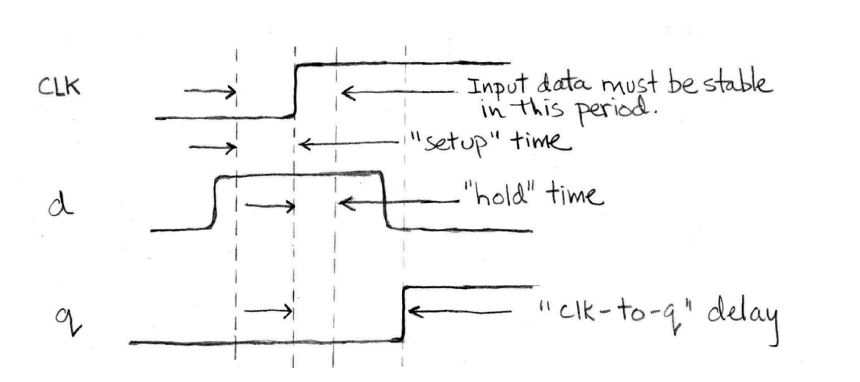 CLK
Input data must be stable
in this period.
"setup" time
d
"hold" time
q
"clk-to-q" delay